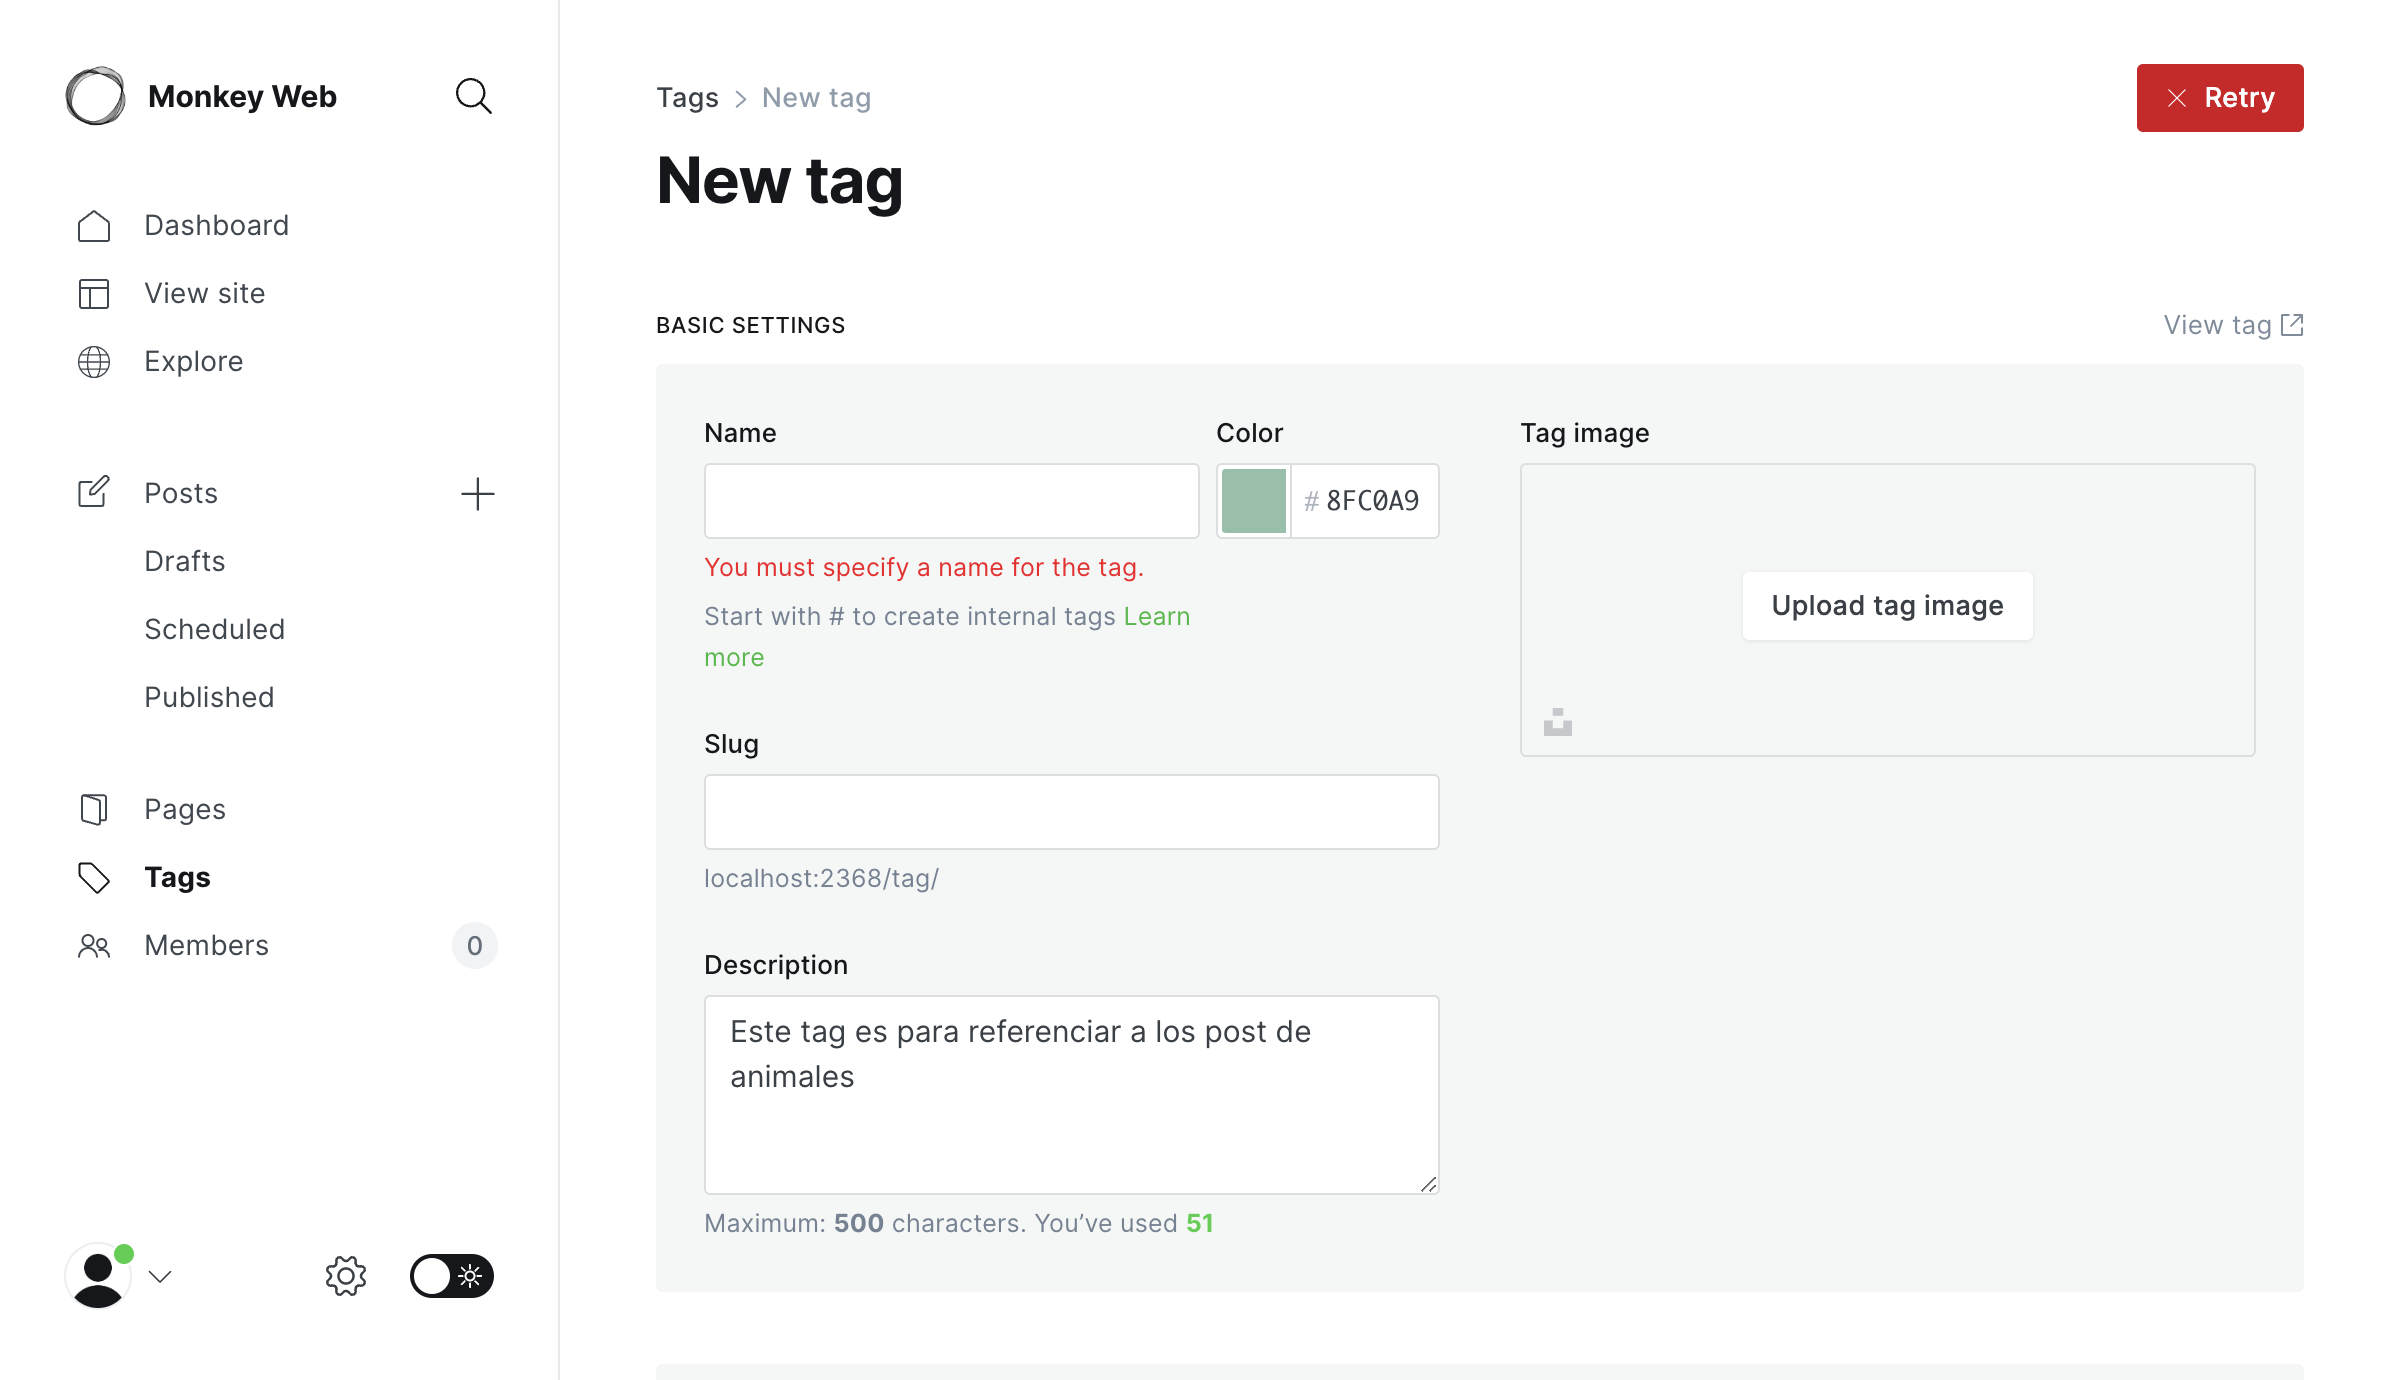 Monkey Web
Dashboard
View site
Explore
Posts
Drafts
Scheduled
Published
Pages
Tags
Members
0
Tags > New tag
Retry
New tag
BASIC SETTINGS
View tag
Name
You must specify a name for the tag.
Start with # to create internal tags Learn
more
Color
# 8FC0A9
Slug
localhost:2368/tag/
Description
Este tag es para referenciar a los post de
animales
Maximum: 500 characters. You’ve used 51
Tag image
Upload tag image